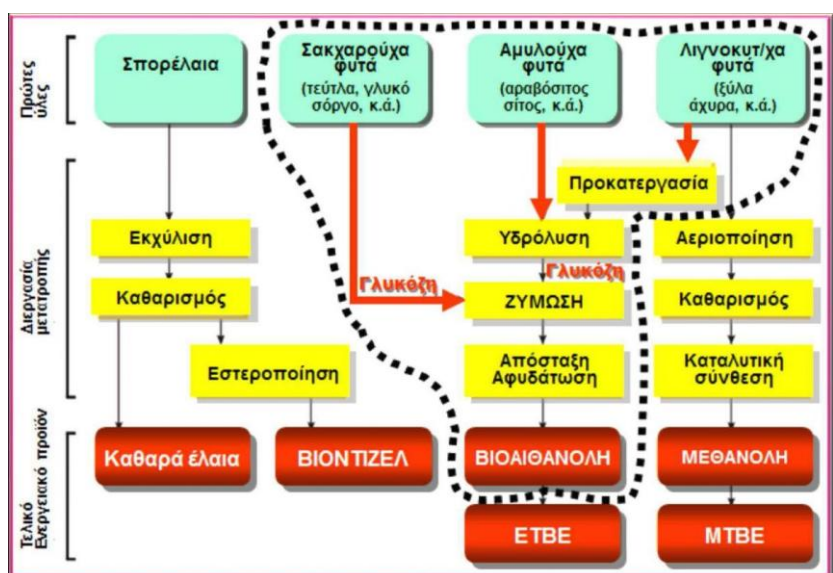 Πρώτες
ύλες
Σπορέλαια
Σακχαρούχα
φυτά
(τεύτλα, γλυκό
σόργο, κ.ά.)
Αμυλούχα
φυτά
(αραβόσιτος
σίτος, κ.ά.)
Λιγνοκυτ/χα
φυτά
(ξύλα
άχυρα, κ.ά.)
Διεργασία
μετατροπής
Προκατεργασία
Εκχύλιση
Υδρόλυση
Αεριοποίηση
Γλυκόζη
Γλυκόζη
Καθαρισμός
ΖΥΜΩΣΗ
Καθαρισμός
Εστεροποίηση
Απόσταξη
Αφυδάτωση
Καταλυτική
σύνθεση
Τελικό
Ενεργειακό προϊόν
Καθαρά έλαια
ΒΙΟΝΤΙΖΕΛ
ΒΙΟΑΙΘΑΝΟΛΗ
ΜΕΘΑΝΟΛΗ
ΕΤΒΕ
ΜΤΒΕ